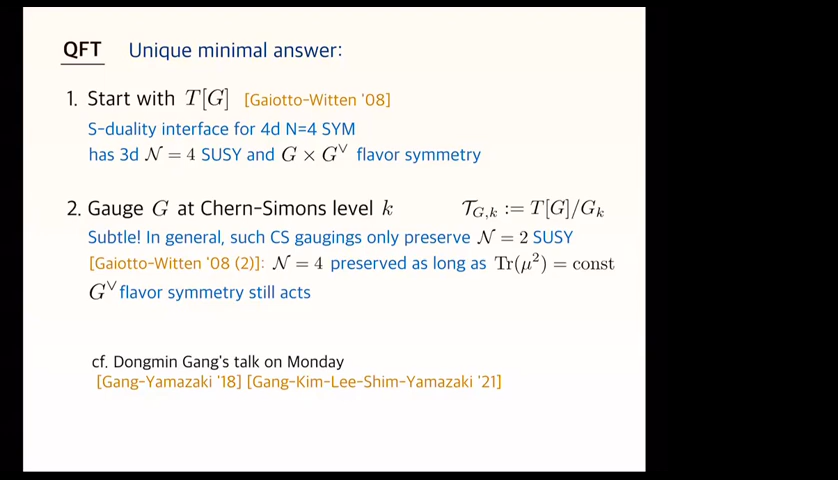 QFT Unique minimal answer:
1. Start with T[G] [Gaiotto-Witten '08]
S-duality interface for 4d N=4 SYM
has 3d 𝒩 = 4 SUSY and G × G^∨ flavor symmetry
2. Gauge G at Chern-Simons level k 𝒯_{G,k} := T[G]/G_k
Subtle! In general, such CS gaugings only preserve 𝒩 = 2 SUSY
[Gaiotto-Witten '08 (2)]: 𝒩 = 4 preserved as long as Tr(μ²) = const
G^∨ flavor symmetry still acts
cf. Dongmin Gang's talk on Monday
[Gang-Yamazaki '18] [Gang-Kim-Lee-Shim-Yamazaki '21]